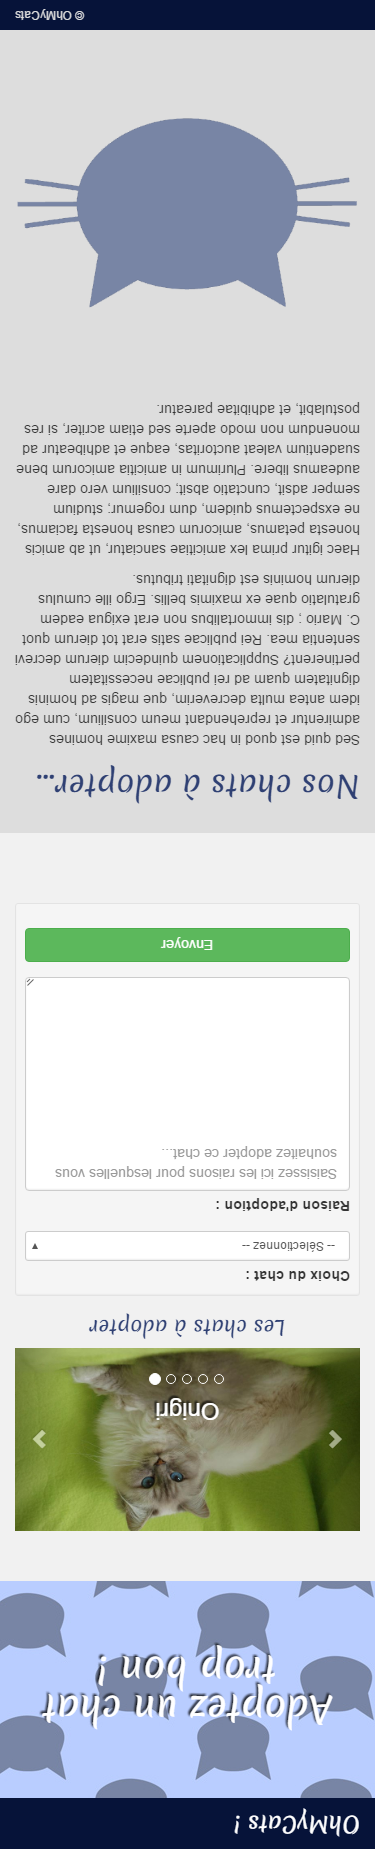 OhMyCats !
Adoptez un chat
trop bon !
Onigri
Les chats à adopter
Choix du chat :
-- Sélectionnez --
Raison d'adoption :
Saisissez ici les raisons pour lesquelles vous
souhaitez adopter ce chat...
Envoyer
Nos chats à adopter...
Sed quid est quod in hac causa maxime homines
admirentur et reprehendant meum consilium, cum ego
idem antea multa decreverim, que magis ad hominis
dignitatem quam ad rei publicae necessitatem
pertinerent? Supplicationem quindecim dierum decrevi
sententia mea. Rei publicae satis erat tot dierum quot
C. Mario ; dis immortalibus non erat exigua eadem
gratulatio quae ex maximis bellis. Ergo ille cumulus
dierum hominis est dignitati tributus.
Haec igitur prima lex amicitiae sanciatur, ut ab amicis
honesta petamus, amicorum causa honesta faciamus,
ne exspectemus quidem, dum rogemur; studium
semper adsit, cunctatio absit; consilium vero dare
audeamus libere. Plurimum in amicitia amicorum bene
suadentium valeat auctoritas, eaque et adhibeatur ad
monendum non modo aperte sed etiam acriter, si res
postulabit, et adhibitae pareatur.
© OhMyCats